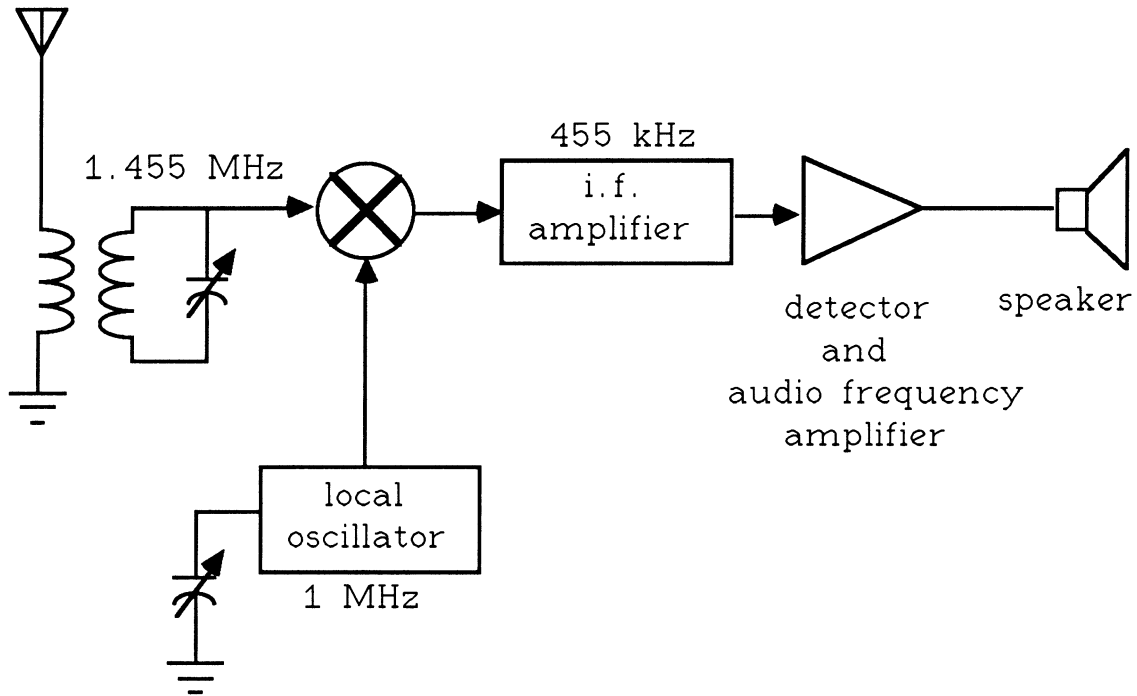 455 kHz
1.455 MHz
i.f.
amplifier
detector
and
audio frequency
amplifier
speaker
local
oscillator
1 MHz